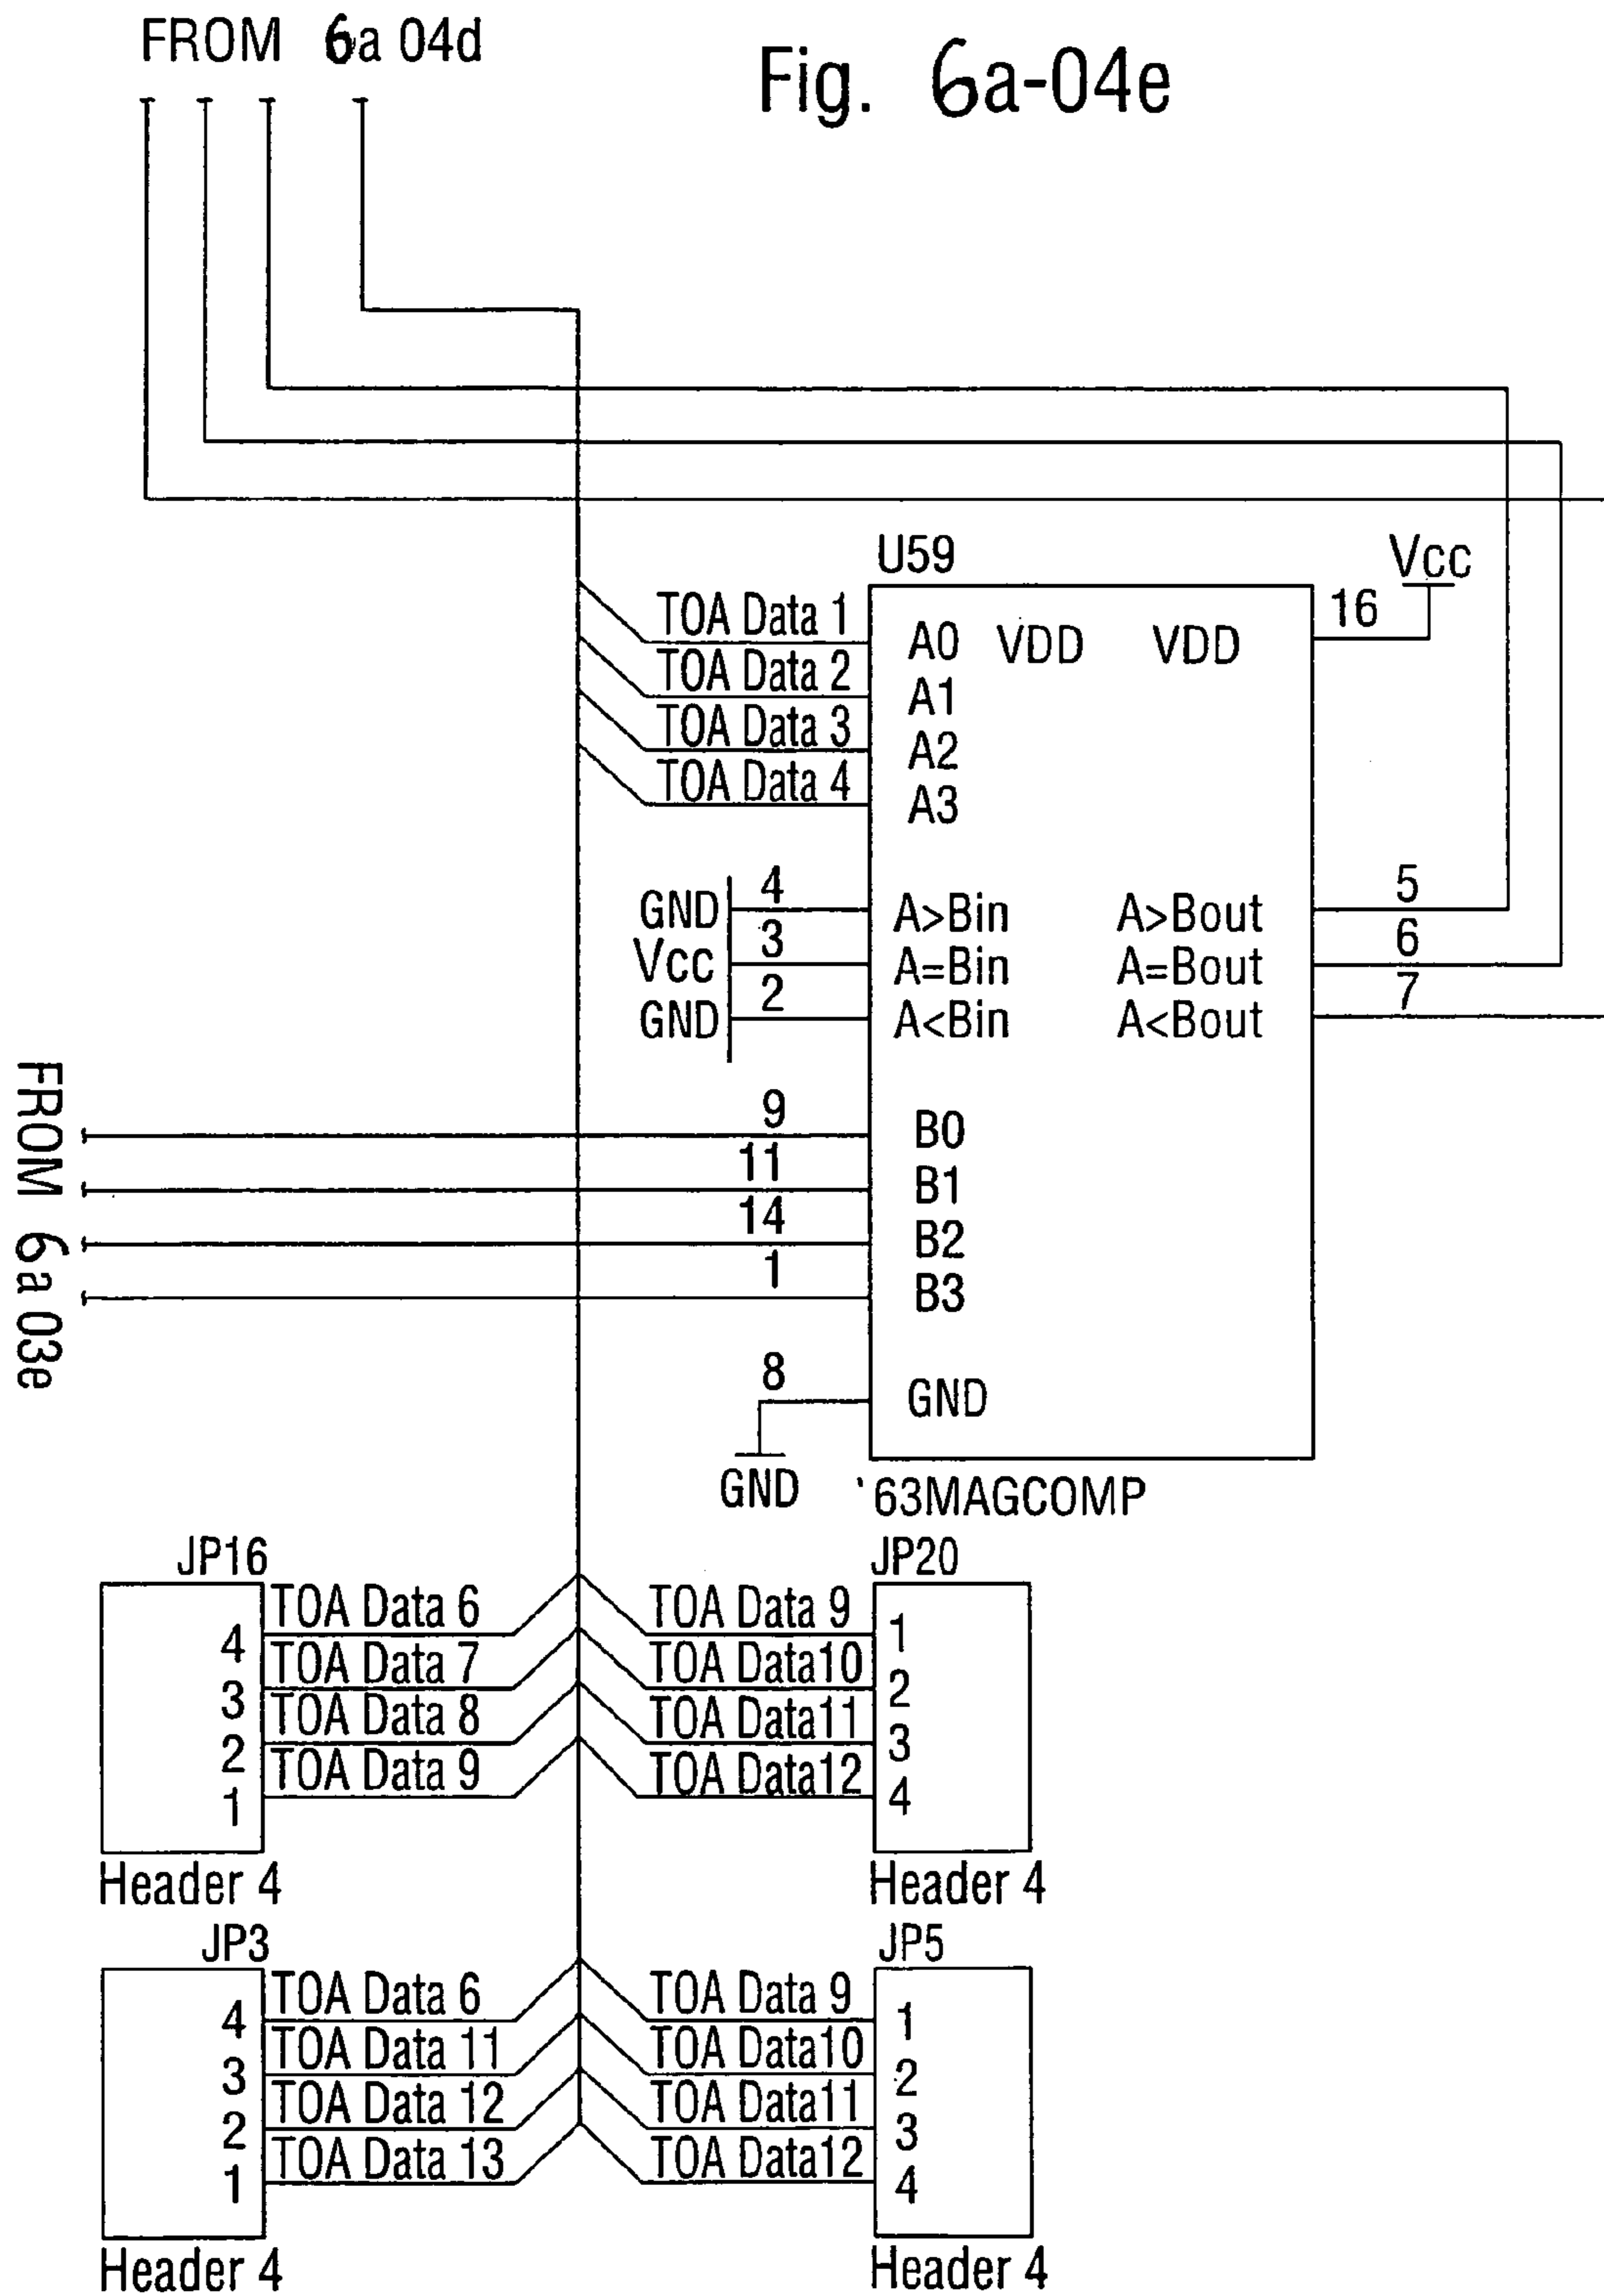 FROM 6a 04d
Fig. 6a-04e
U59
Vcc
16
TOA Data 1
TOA Data 2
TOA Data 3
TOA Data 4
A0 VDD VDD
A1
A2
A3
GND 4 A>Bin A>Bout 5
Vcc 3 A=Bin A=Bout 6
GND 2 A<Bin A<Bout 7
FROM 6a 03e
9 B0
11 B1
14 B2
1 B3
8 GND
GND
'63MAGCOMP
JP16
TOA Data 6
4
TOA Data 7
3
TOA Data 8
2
TOA Data 9
1
Header 4
JP20
TOA Data 9
1
TOA Data10
2
TOA Data11
3
TOA Data12
4
Header 4
JP3
TOA Data 6
4
TOA Data 11
3
TOA Data 12
2
TOA Data 13
1
Header 4
JP5
TOA Data 9
1
TOA Data10
2
TOA Data11
3
TOA Data12
4
Header 4